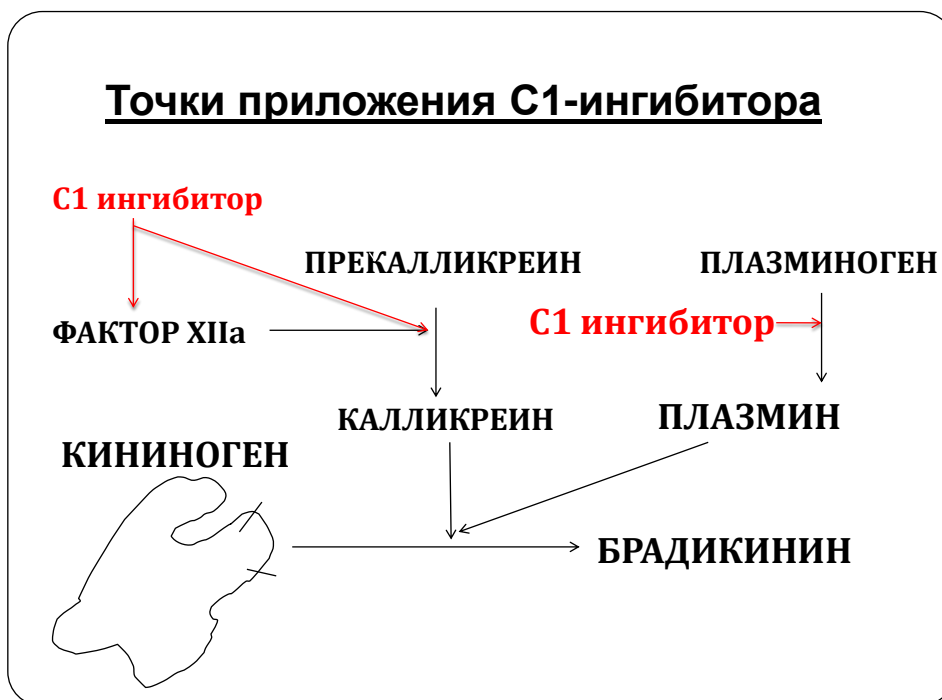 Точки приложения С1-ингибитора
С1 ингибитор
ПРЕКАЛЛИКРЕИН
ПЛАЗМИНОГЕН
ФАКТОР XIIa
С1 ингибитор
КАЛЛИКРЕИН
ПЛАЗМИН
КИНИНОГЕН
БРАДИКИНИН